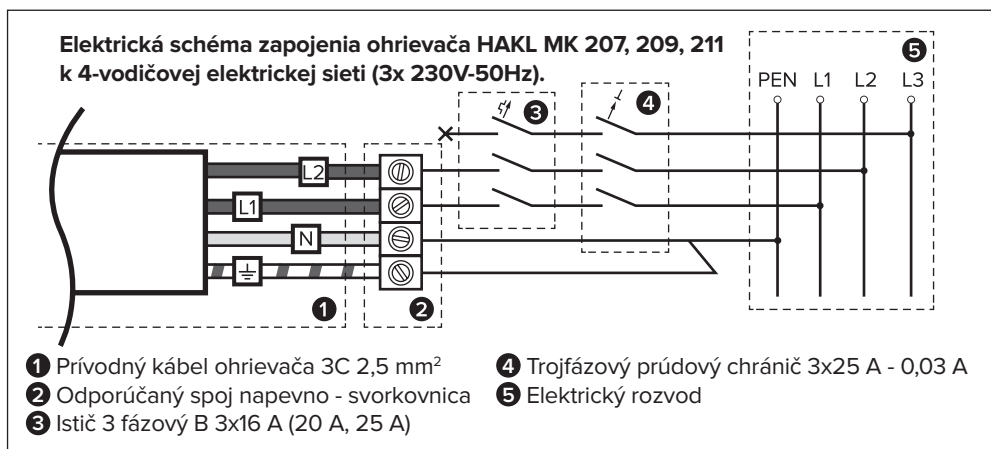 Elektrická schéma zapojenia ohrievača HAKL MK 207, 209, 211
k 4-vodičovej elektrickej sieti (3x 230V-50Hz).
5
PEN L1 L2 L3
3
4
L2
L1
N
1
2
1 Prívodný kábel ohrievača 3C 2,5 mm²
2 Odporúčaný spoj napevno - svorkovnica
3 Istič 3 fázový B 3x16 A (20 A, 25 A)
4 Trojfázový prúdový chránič 3x25 A - 0,03 A
5 Elektrický rozvod